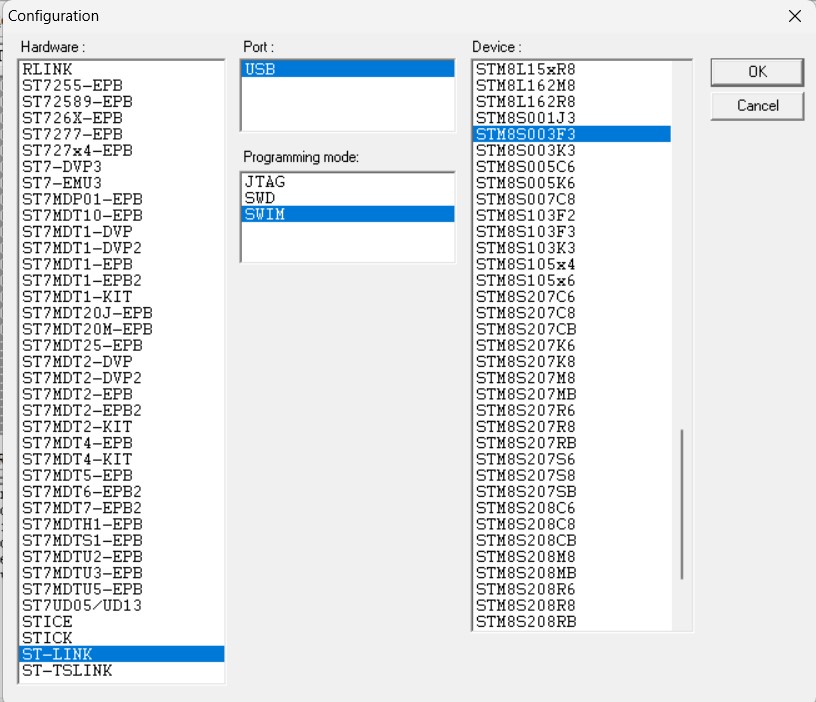 Configuration
Hardware :
RLINK
ST7255-EPB
ST72589-EPB
ST726X-EPB
ST7277-EPB
ST727x4-EPB
ST7-DVP3
ST7-EMU3
ST7MDP01-EPB
ST7MDT10-EPB
ST7MDT1-DVP
ST7MDT1-DVP2
ST7MDT1-EPB
ST7MDT1-EPB2
ST7MDT1-KIT
ST7MDT20J-EPB
ST7MDT20M-EPB
ST7MDT25-EPB
ST7MDT2-DVP
ST7MDT2-DVP2
ST7MDT2-EPB
ST7MDT2-EPB2
ST7MDT2-KIT
ST7MDT4-EPB
ST7MDT4-KIT
ST7MDT5-EPB
ST7MDT6-EPB2
ST7MDT7-EPB2
ST7MDTH1-EPB
ST7MDTS1-EPB
ST7MDTU2-EPB
ST7MDTU3-EPB
ST7MDTU5-EPB
ST7UD05/UD13
STICE
STICK
ST-LINK
ST-TSLINK
Port :
USB
Programming mode:
JTAG
SWD
SWIM
Device :
STM8L15xR8
STM8L162M8
STM8L162R8
STM8S001J3
STM8S003F3
STM8S003K3
STM8S005C6
STM8S005K6
STM8S007C8
STM8S103F2
STM8S103F3
STM8S103K3
STM8S105x4
STM8S105x6
STM8S207C6
STM8S207C8
STM8S207CB
STM8S207K6
STM8S207K8
STM8S207M8
STM8S207MB
STM8S207R6
STM8S207R8
STM8S207RB
STM8S207S6
STM8S207S8
STM8S207SB
STM8S208C6
STM8S208C8
STM8S208CB
STM8S208M8
STM8S208MB
STM8S208R6
STM8S208R8
STM8S208RB
OK
Cancel